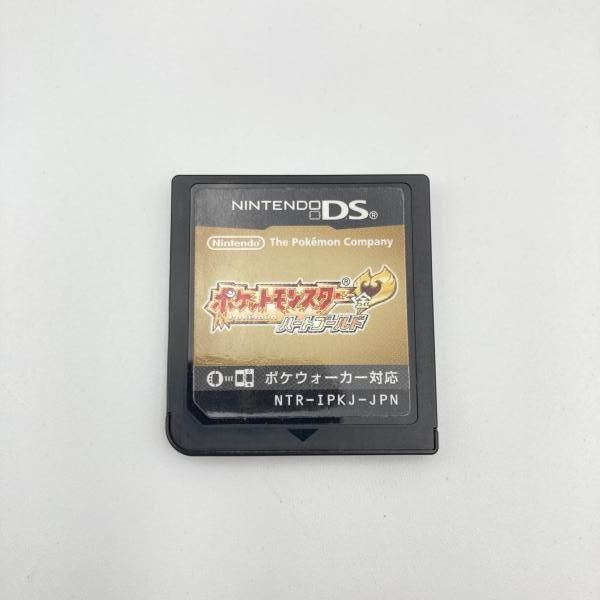 NINTENDO DS®
Nintendo® The Pokémon Company
ポケットモンスター®
金
ハートゴールド
ポケウォーカー対応
NTR-IPKJ-JPN